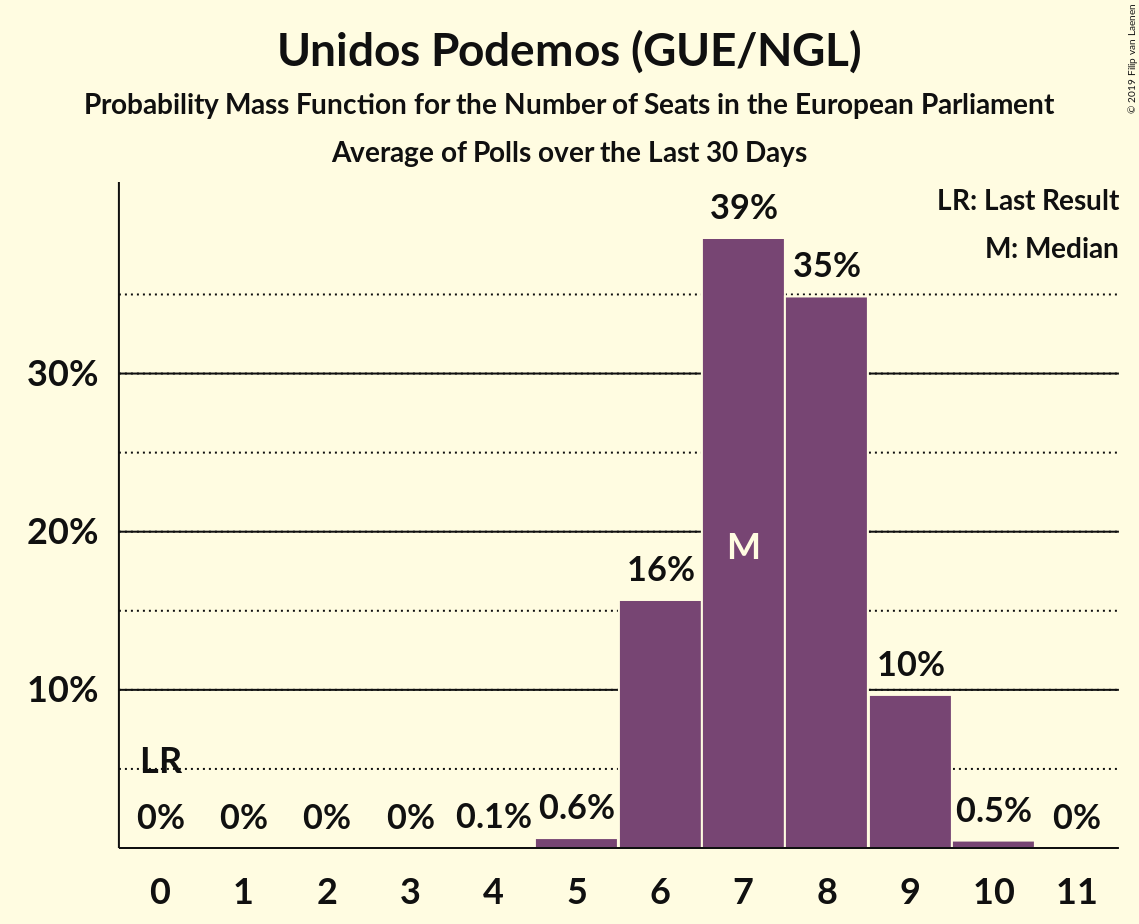 Unidos Podemos (GUE/NGL)
Probability Mass Function for the Number of Seats in the European Parliament
Average of Polls over the Last 30 Days
© 2019 Filip van Laenen
LR: Last Result
M: Median
39%
35%
30%
20%
M
16%
10%
10%
LR
0% 0% 0% 0% 0.1% 0.6% 0.5% 0%
0 1 2 3 4 5 6 7 8 9 10 11